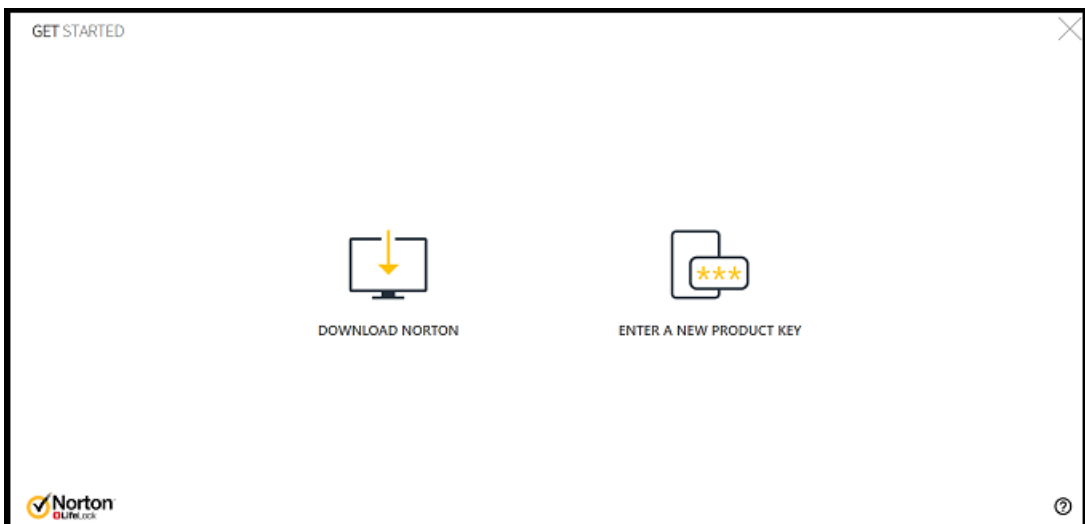 GET STARTED
***
DOWNLOAD NORTON
ENTER A NEW PRODUCT KEY
Norton
LifeLock